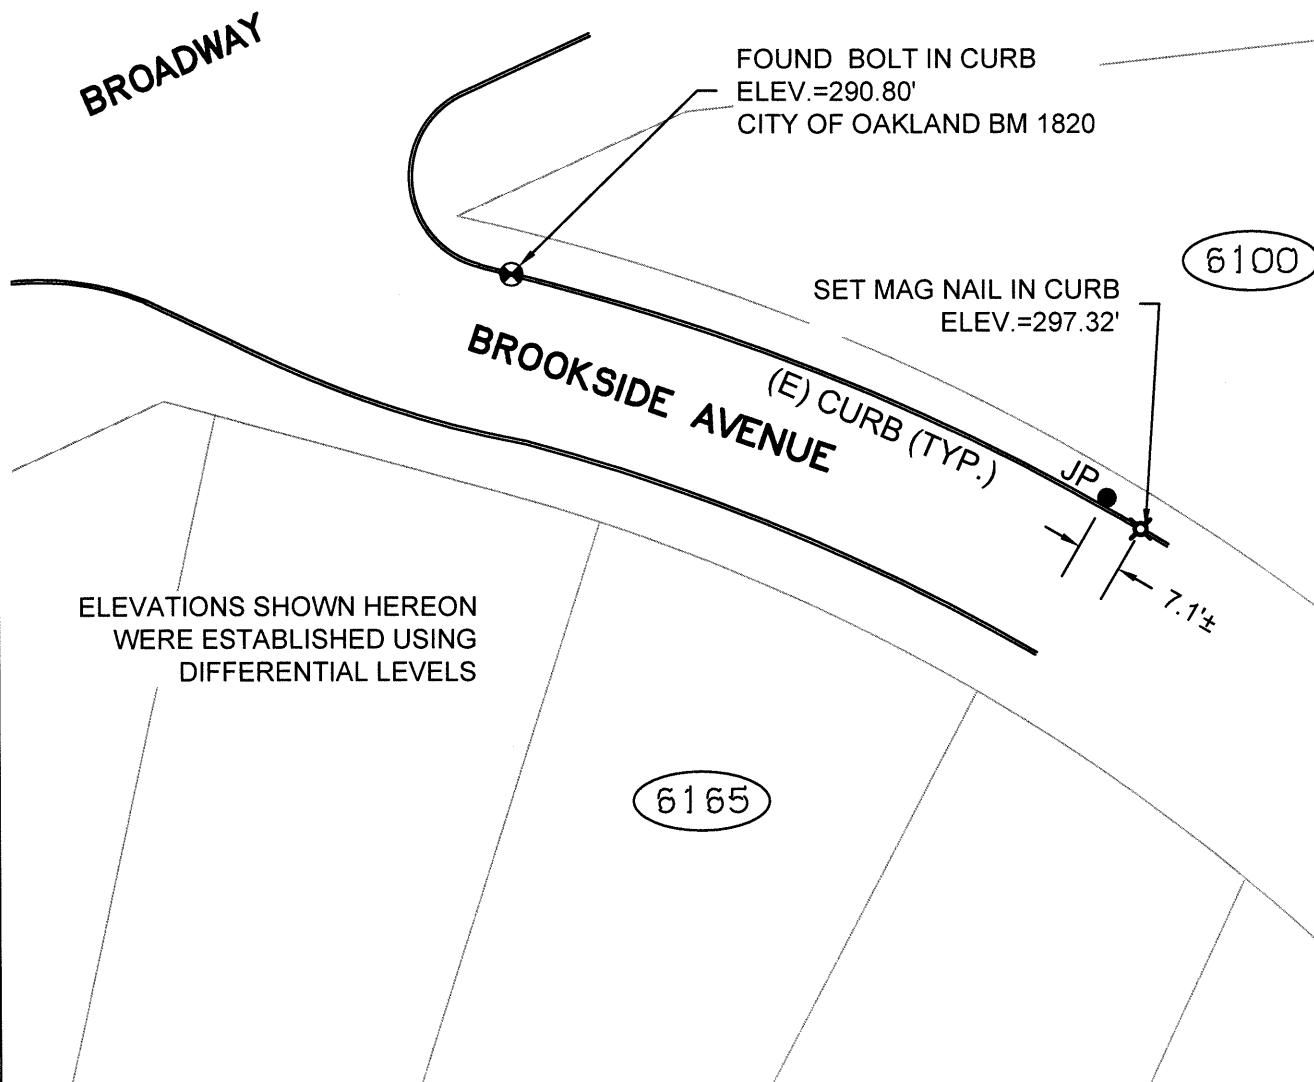 BROADWAY
FOUND BOLT IN CURB
ELEV.=290.80'
CITY OF OAKLAND BM 1820
6100
SET MAG NAIL IN CURB
ELEV.=297.32'
BROOKSIDE AVENUE
(E) CURB (TYP.)
JP
7.1'±
ELEVATIONS SHOWN HEREON
WERE ESTABLISHED USING
DIFFERENTIAL LEVELS
6165